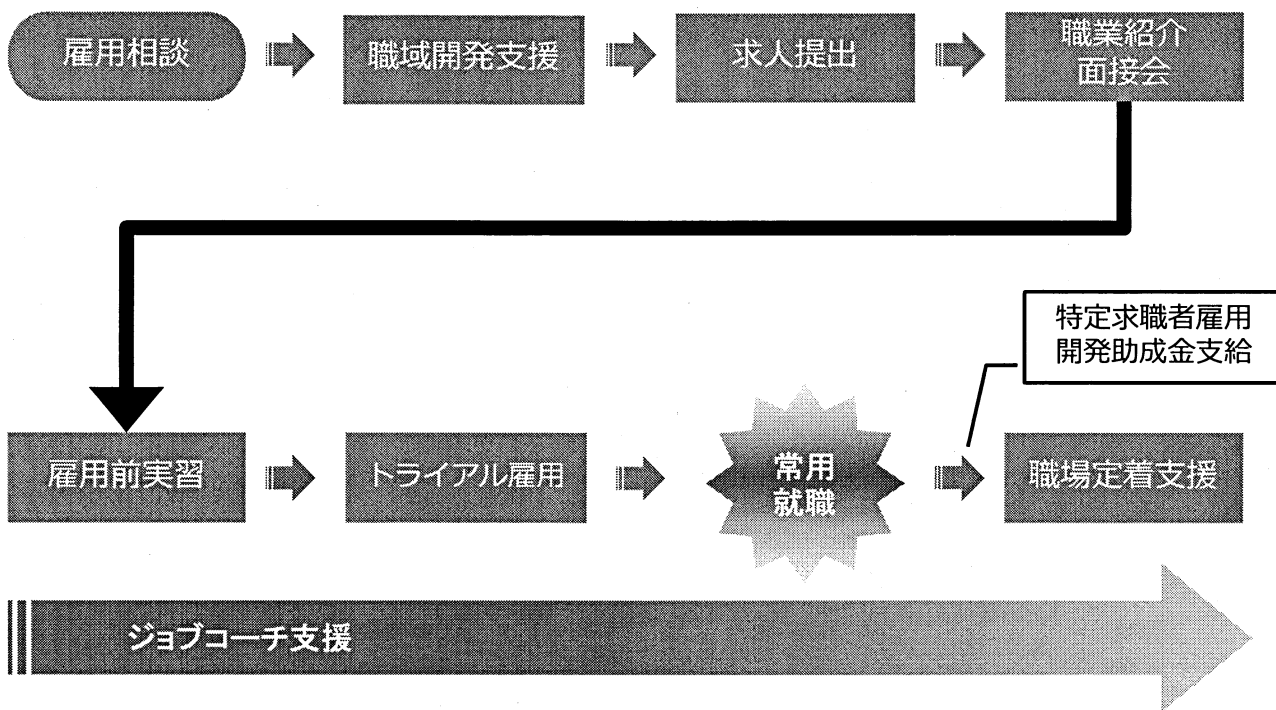 雇用相談
職域開発支援
求人提出
職業紹介
面接会
特定求職者雇用
開発助成金支給
雇用前実習
トライアル雇用
常用
就職
職場定着支援
ジョブコーチ支援